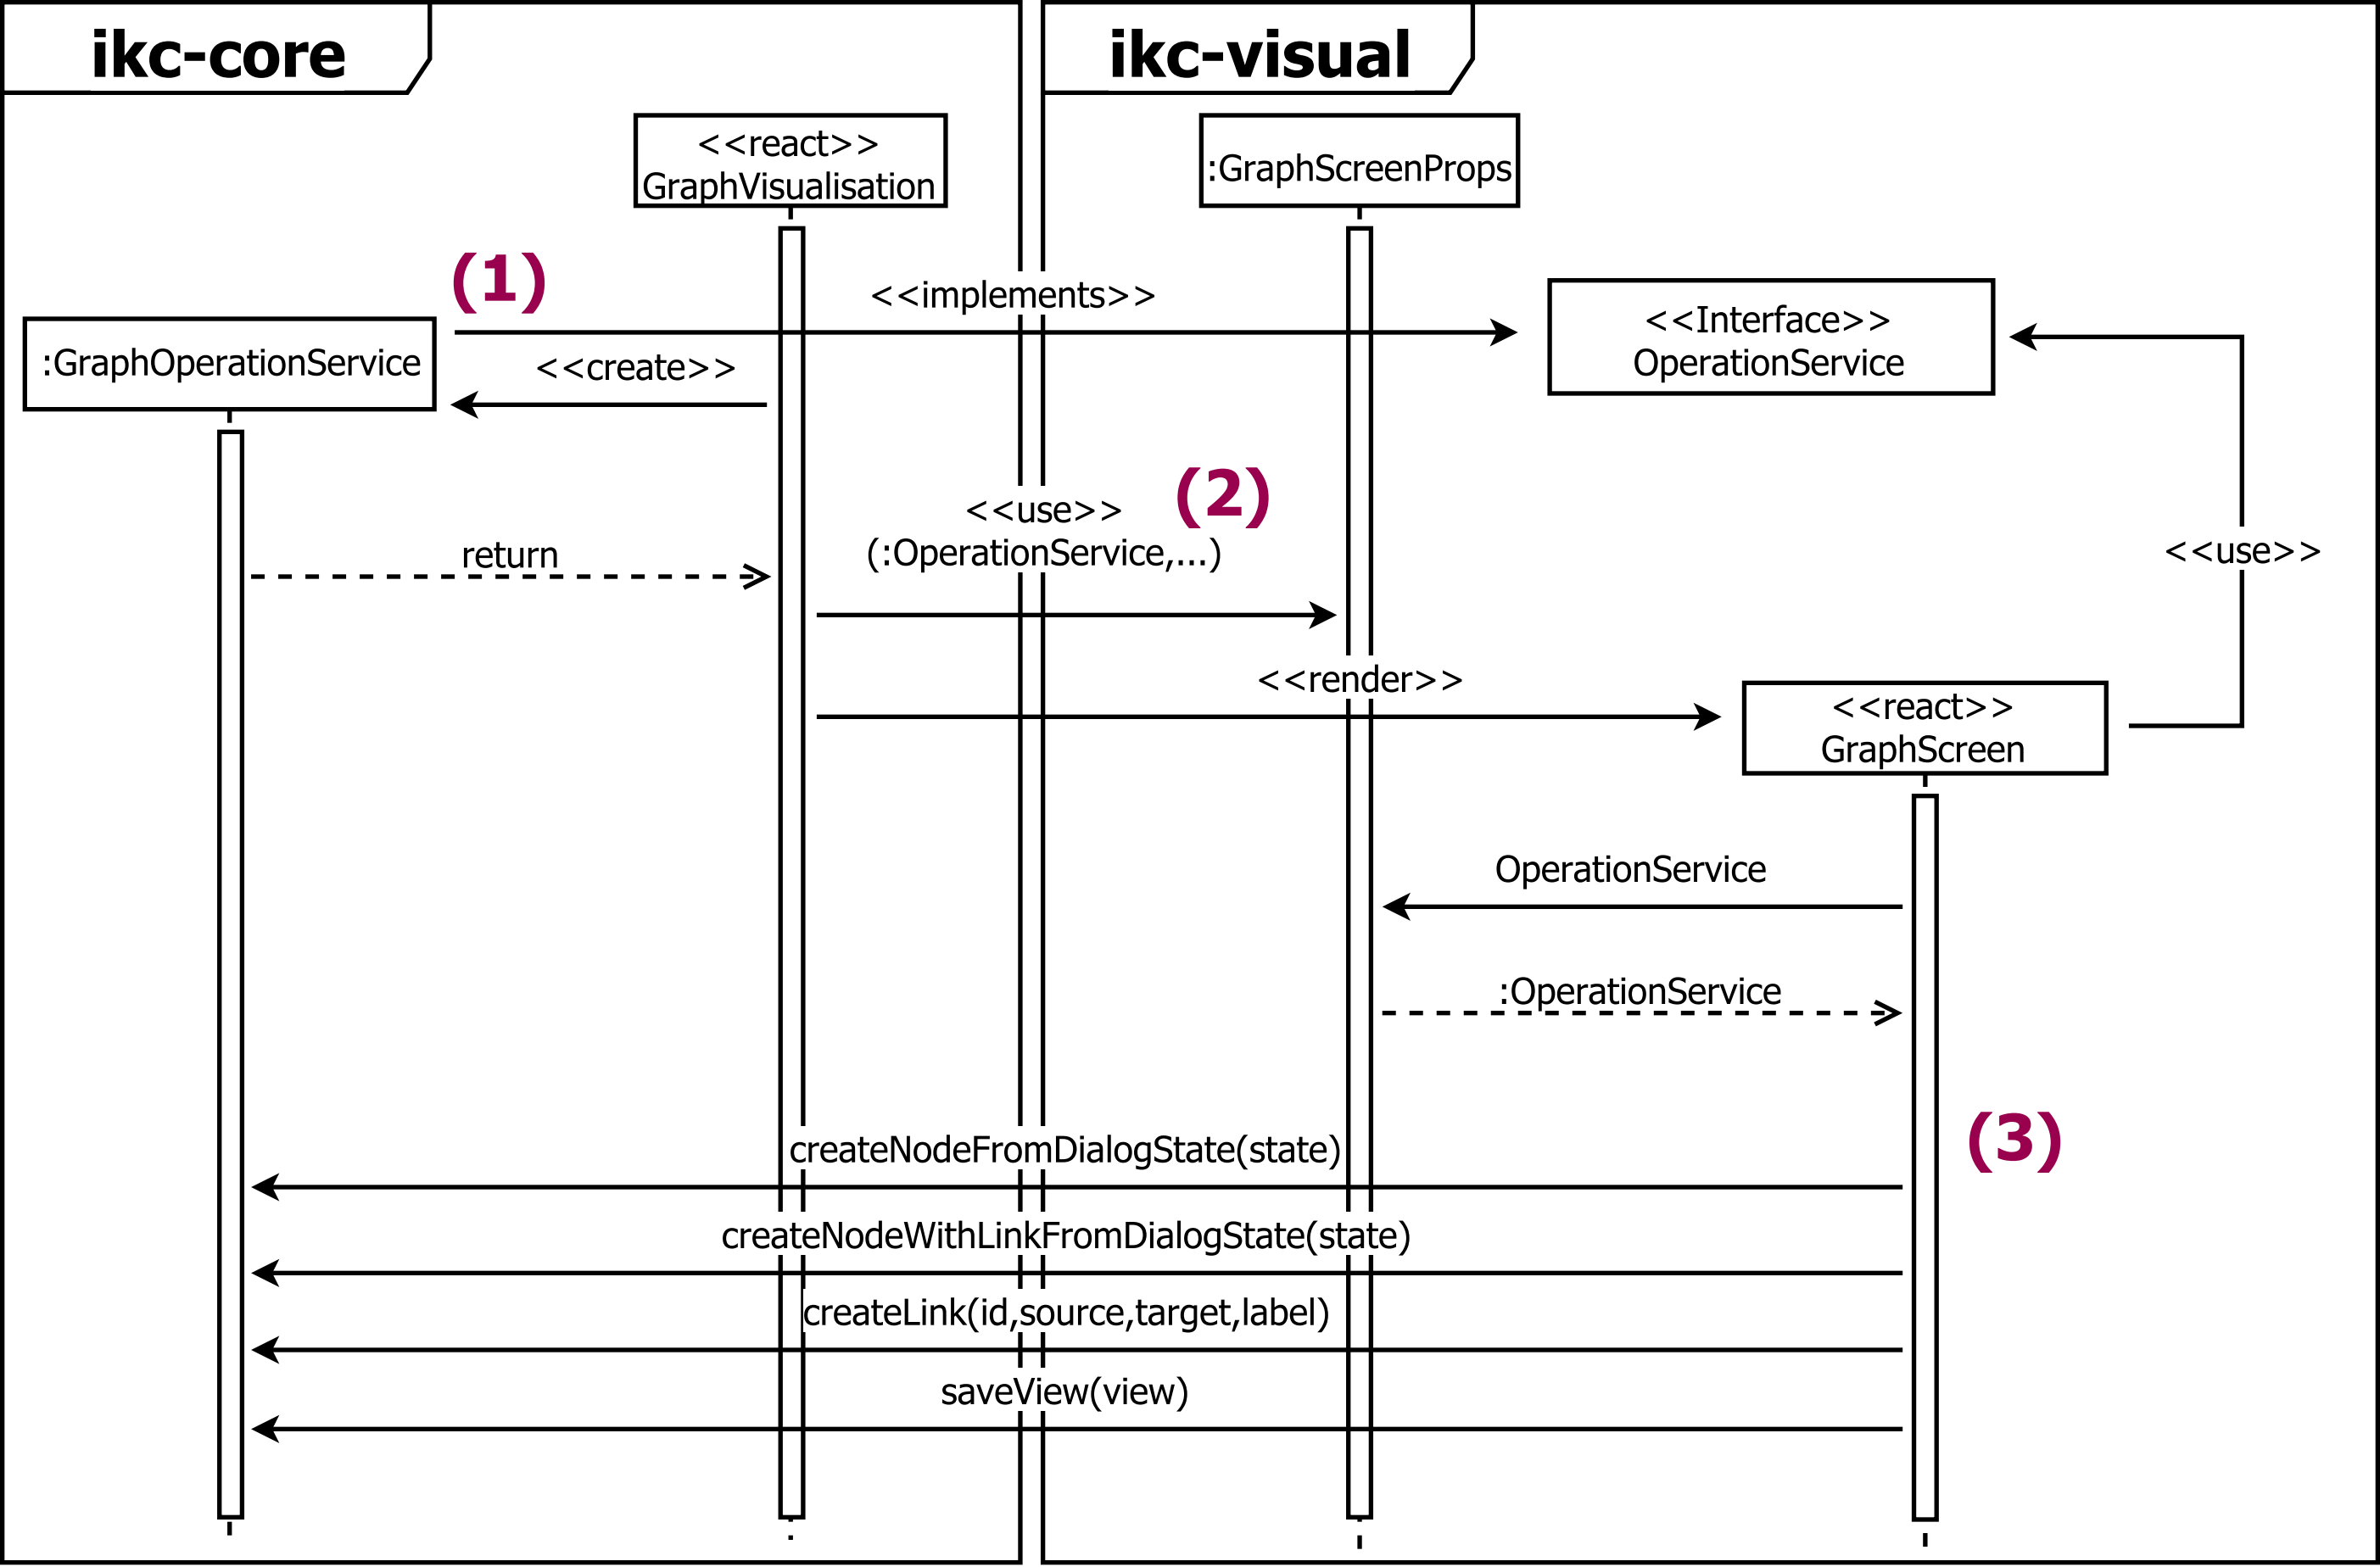 ikc-core
ikc-visual
<<react>>
GraphVisualisation
:GraphScreenProps
(1)
<<implements>>
<<Interface>>
OperationService
:GraphOperationService
<<create>>
(2)
<<use>>
(:OperationService,...)
return
<<use>>
<<render>>
<<react>>
GraphScreen
OperationService
:OperationService
(3)
createNodeFromDialogState(state)
createNodeWithLinkFromDialogState(state)
createLink(id,source,target,label)
saveView(view)